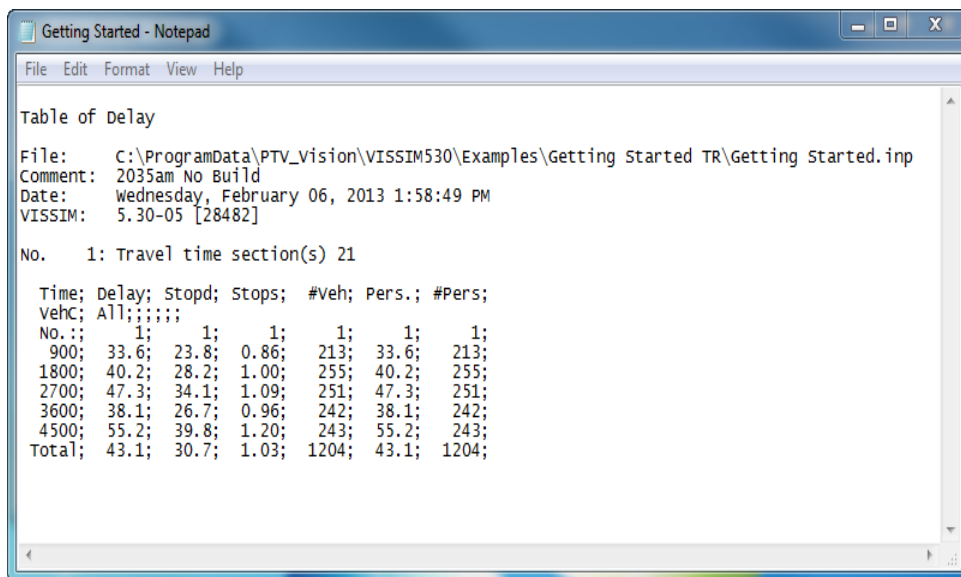 Getting Started - Notepad
File Edit Format View Help
Table of Delay
File: C:\ProgramData\PTV_Vision\VISSIM530\Examples\Getting Started TR\Getting Started.inp
Comment: 2035am No Build
Date: Wednesday, February 06, 2013 1:58:49 PM
VISSIM: 5.30-05 [28482]
No. 1: Travel time section(s) 21
Time; Delay; Stopd; Stops; #Veh; Pers.; #Pers;
VehC; All;;;;;;
No.:; 1; 1; 1; 1; 1; 1;
900; 33.6; 23.8; 0.86; 213; 33.6; 213;
1800; 40.2; 28.2; 1.00; 255; 40.2; 255;
2700; 47.3; 34.1; 1.09; 251; 47.3; 251;
3600; 38.1; 26.7; 0.96; 242; 38.1; 242;
4500; 55.2; 39.8; 1.20; 243; 55.2; 243;
Total; 43.1; 30.7; 1.03; 1204; 43.1; 1204;